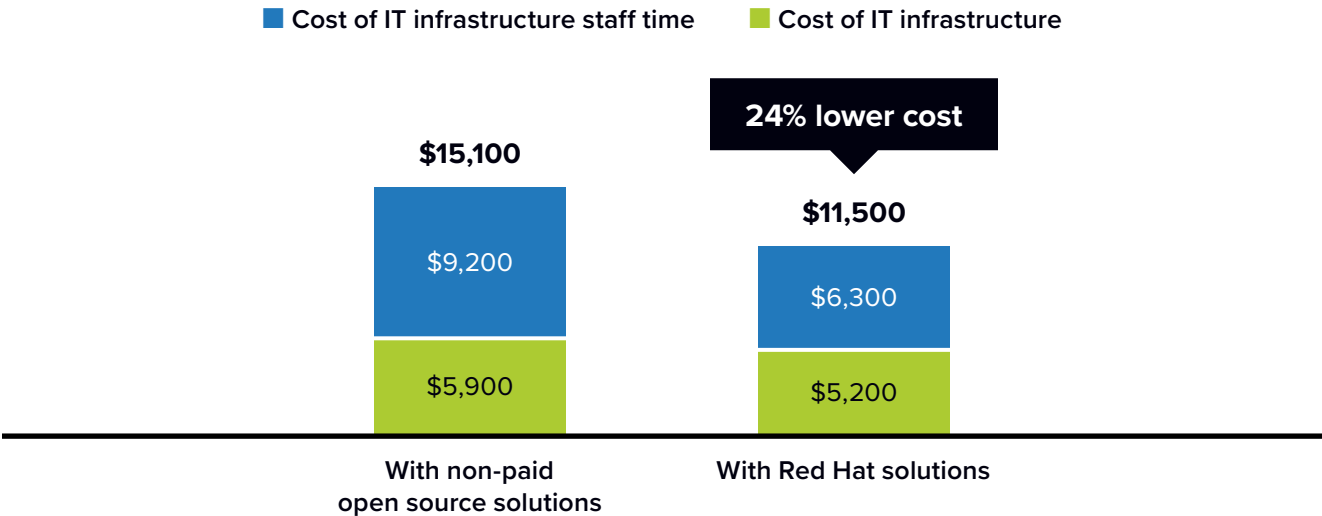 Cost of IT infrastructure staff time
Cost of IT infrastructure
24% lower cost
$15,100
$11,500
$9,200
$6,300
$5,900
$5,200
With non-paid
open source solutions
With Red Hat solutions